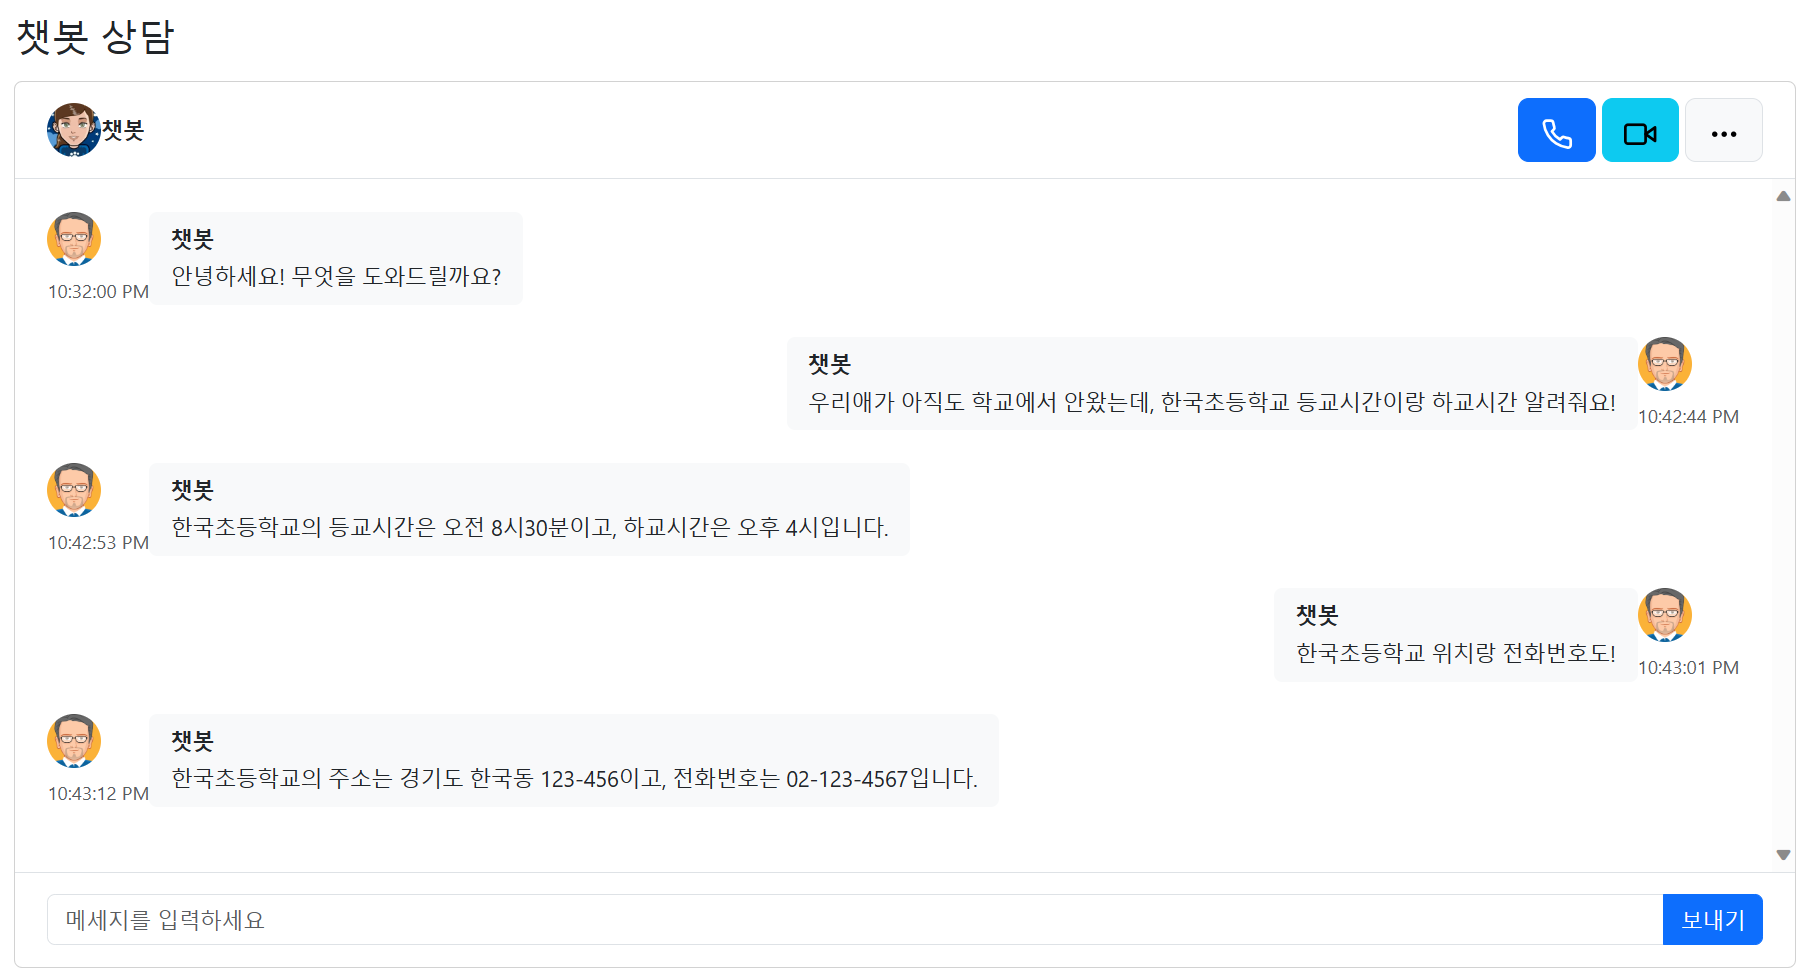 챗봇 상담
챗봇
챗봇
안녕하세요! 무엇을 도와드릴까요?
10:32:00 PM
챗봇
우리애가 아직도 학교에서 안왔는데, 한국초등학교 등교시간이랑 하교시간 알려줘요!
10:42:44 PM
챗봇
한국초등학교의 등교시간은 오전 8시30분이고, 하교시간은 오후 4시입니다.
10:42:53 PM
챗봇
한국초등학교 위치랑 전화번호도!
10:43:01 PM
챗봇
한국초등학교의 주소는 경기도 한국동 123-456이고, 전화번호는 02-123-4567입니다.
10:43:12 PM
메세지를 입력하세요
보내기